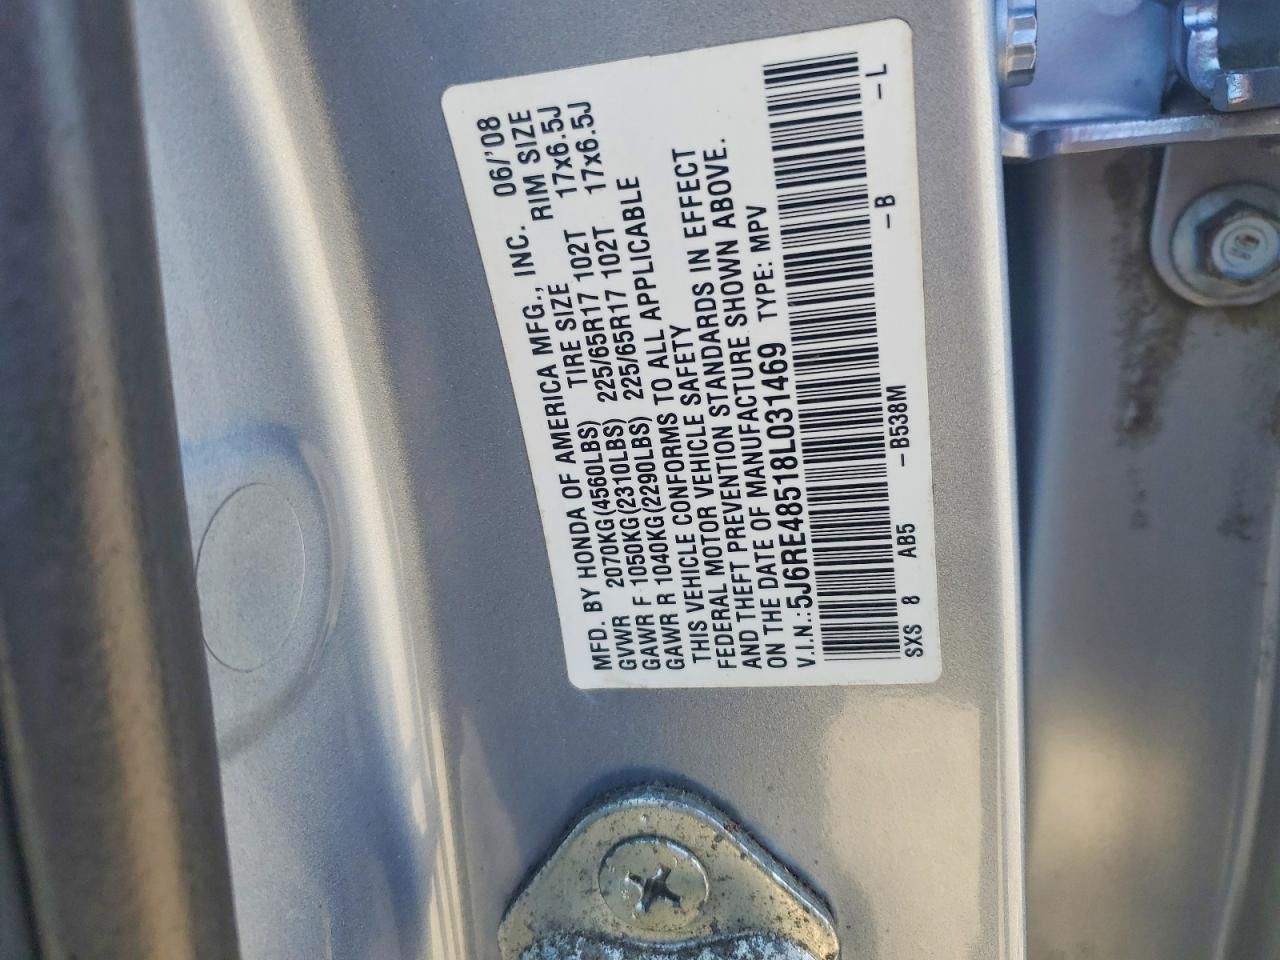 MFD. BY HONDA OF AMERICA MFG., INC. 06/'08
GVWR 2070KG(4560LBS) TIRE SIZE RIM SIZE
GAWR F 1050KG(2310LBS) 225/65R17 102T 17x6.5J
GAWR R 1040KG(2290LBS) 225/65R17 102T 17x6.5J
THIS VEHICLE CONFORMS TO ALL APPLICABLE
FEDERAL MOTOR VEHICLE SAFETY
AND THEFT PREVENTION STANDARDS IN EFFECT
ON THE DATE OF MANUFACTURE SHOWN ABOVE.
V.I.N.:5J6RE48518L031469 TYPE: MPV
SXS 8 AB5 -B538M -B -L